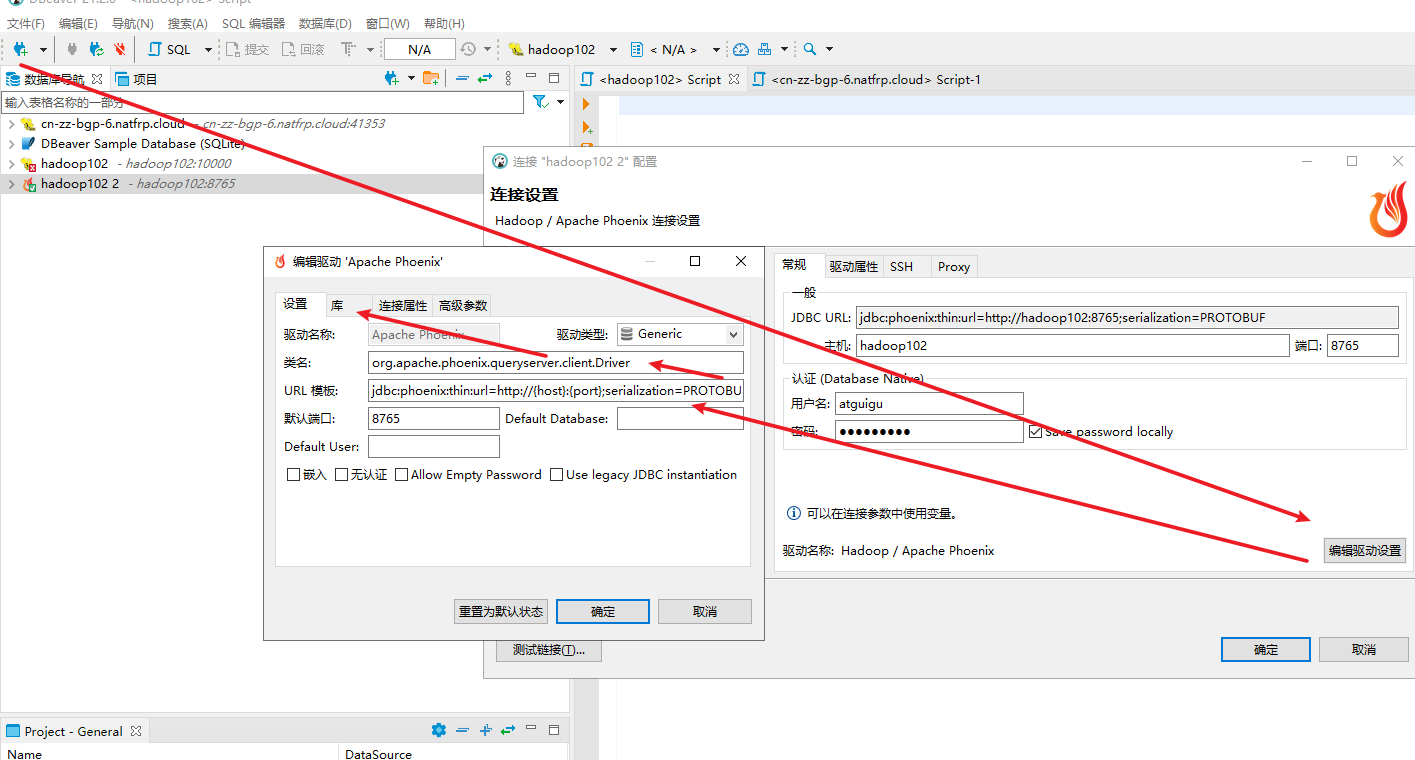 DBeaver 21.2.0 - <hadoop102> Script
文件(F) 编辑(E) 导航(N) 搜索(A) SQL 编辑器 数据库(D) 窗口(W) 帮助(H)
SQL 提交 回滚 N/A hadoop102 < N/A >
数据库导航 项目
<hadoop102> Script <cn-zz-bgp-6.natfrp.cloud> Script-1
输入表格名称的一部分
cn-zz-bgp-6.natfrp.cloud - cn-zz-bgp-6.natfrp.cloud:41353
DBeaver Sample Database (SQLite)
hadoop102 - hadoop102:10000
hadoop102 2 - hadoop102:8765
连接 "hadoop102 2" 配置
连接设置
Hadoop / Apache Phoenix 连接设置
常规 驱动属性 SSH Proxy
一般
JDBC URL: jdbc:phoenix:thin:url=http://hadoop102:8765;serialization=PROTOBUF
主机: hadoop102 端口: 8765
认证 (Database Native)
用户名: atguigu
密码: ●●●●●●●●● Save password locally
可以在连接参数中使用变量。
驱动名称: Hadoop / Apache Phoenix 编辑驱动设置
测试链接(T)... 确定 取消
编辑驱动 'Apache Phoenix'
设置 库 连接属性 高级参数
驱动名称: Apache Phoenix 驱动类型: Generic
类名: org.apache.phoenix.queryserver.client.Driver
URL 模板: jdbc:phoenix:thin:url=http://{host}:{port};serialization=PROTOBU
默认端口: 8765 Default Database:
Default User:
嵌入 无认证 Allow Empty Password Use legacy JDBC instantiation
重置为默认状态 确定 取消
Project - General
Name DataSource